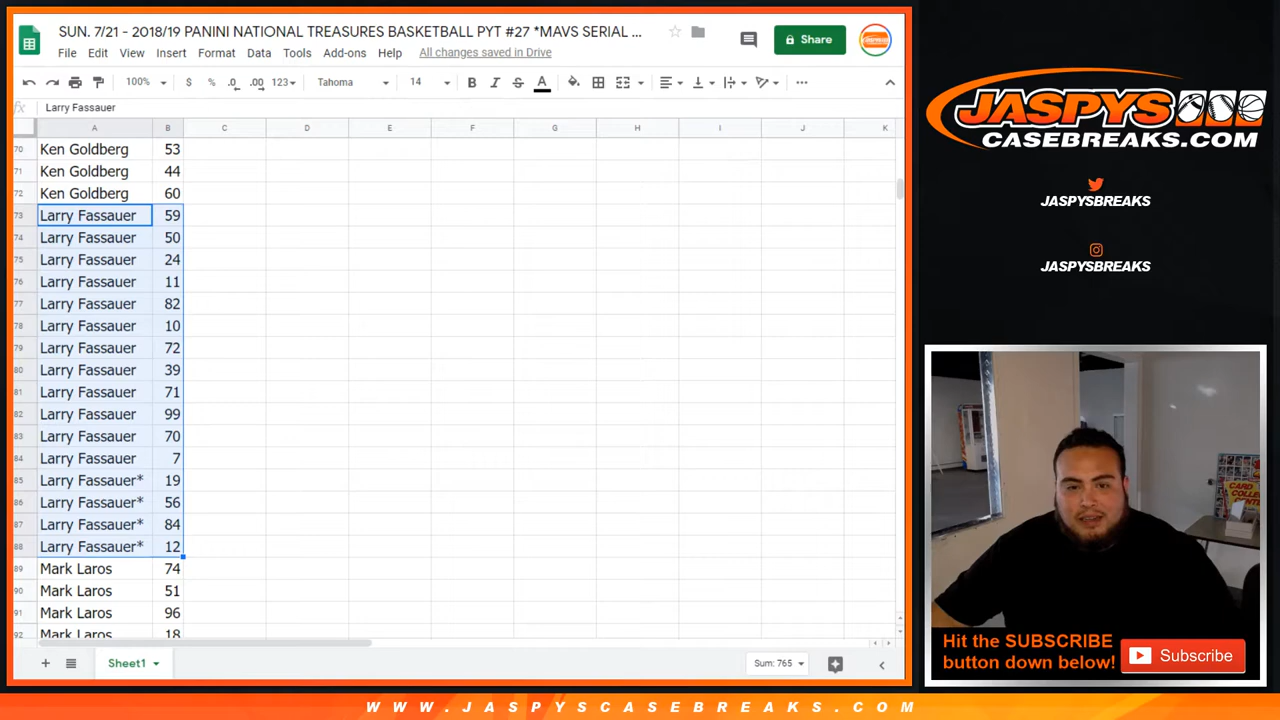 SUN. 7/21 - 2018/19 PANINI NATIONAL TREASURES BASKETBALL PYT #27 *MAVS SERIAL ...
File Edit View Insert Format Data Tools Add-ons Help All changes saved in Drive
Share
100% $ % .0 .00 123 Tahoma 14 B I S A
fx Larry Fassauer
A B C D E F G H I J K
70 Ken Goldberg 53
71 Ken Goldberg 44
72 Ken Goldberg 60
73 Larry Fassauer 59
74 Larry Fassauer 50
75 Larry Fassauer 24
76 Larry Fassauer 11
77 Larry Fassauer 82
78 Larry Fassauer 10
79 Larry Fassauer 72
80 Larry Fassauer 39
81 Larry Fassauer 71
82 Larry Fassauer 99
83 Larry Fassauer 70
84 Larry Fassauer 7
85 Larry Fassauer* 19
86 Larry Fassauer* 56
87 Larry Fassauer* 84
88 Larry Fassauer* 12
89 Mark Laros 74
90 Mark Laros 51
91 Mark Laros 96
92 Mark Laros 18
Sheet1
Sum: 765
JASPYS
CASEBREAKS.COM
JASPYSBREAKS
JASPYSBREAKS
CARD
Hit the SUBSCRIBE
button down below!
Subscribe
WWW.JASPYSCASEBREAKS.COM